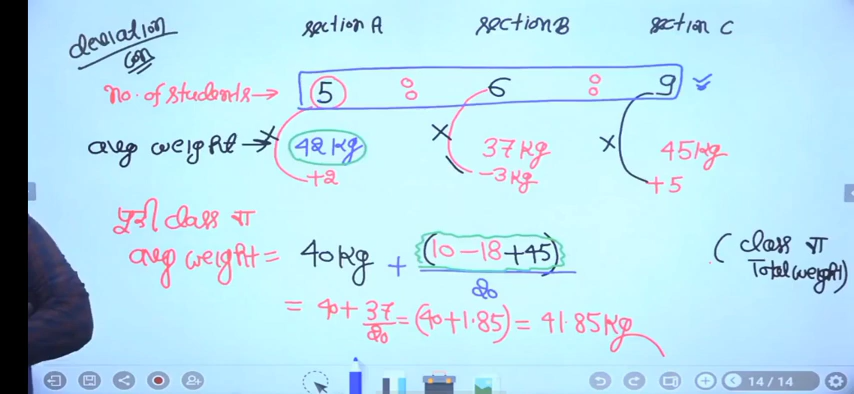 deviation
section A section B section C
con
No. of students → 5 : 6 : 9
avg weight → 42 kg 37 kg 45 kg
+2 -3 kg +5
पूरी class का
avg weight = 40 kg + (10 - 18 + 45) / 20
( class का
Total weight)
= 40 + 37/20 = (40 + 1.85) = 41.85 kg
14 / 14